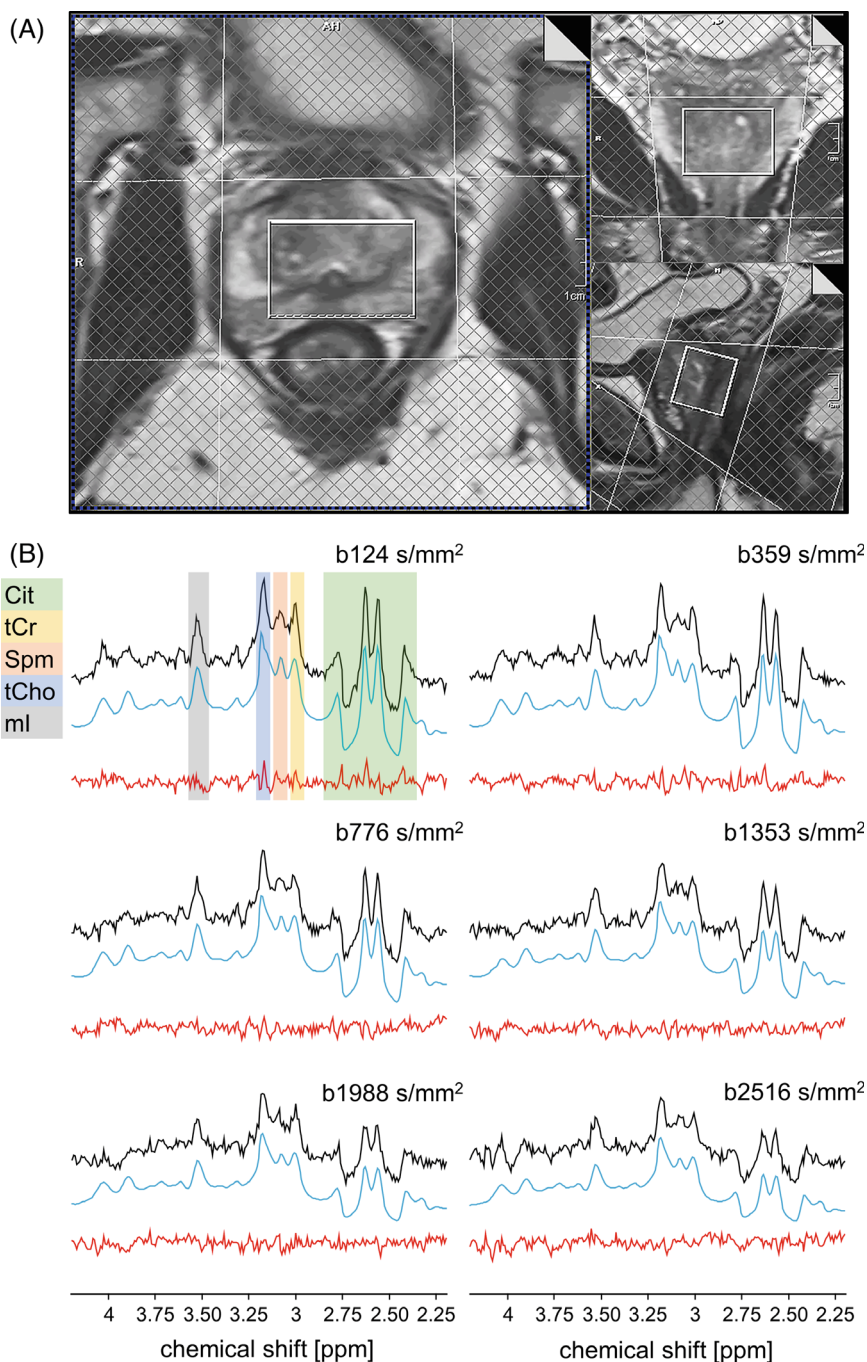 (A)
AH
R
1cm
R
1cm
H
(B)
b124 s/mm²
b359 s/mm²
Cit
tCr
Spm
tCho
mI
b776 s/mm²
b1353 s/mm²
b1988 s/mm²
b2516 s/mm²
4 3.75 3.50 3.25 3 2.75 2.50 2.25
4 3.75 3.50 3.25 3 2.75 2.50 2.25
chemical shift [ppm]
chemical shift [ppm]